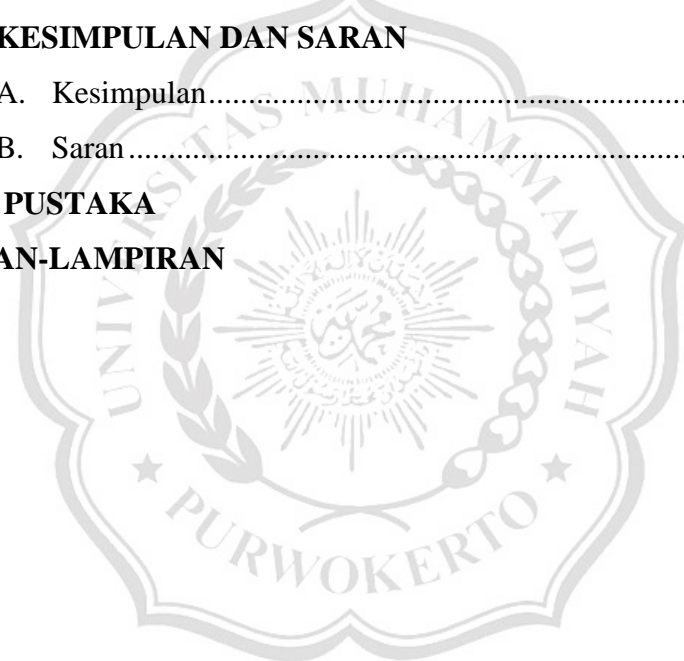 KESIMPULAN DAN SARAN
A. Kesimpulan............................................................
B. Saran......................................................................
PUSTAKA
AN-LAMPIRAN
UNIVERSITAS MUHAMMADIYAH
PURWOKERTO